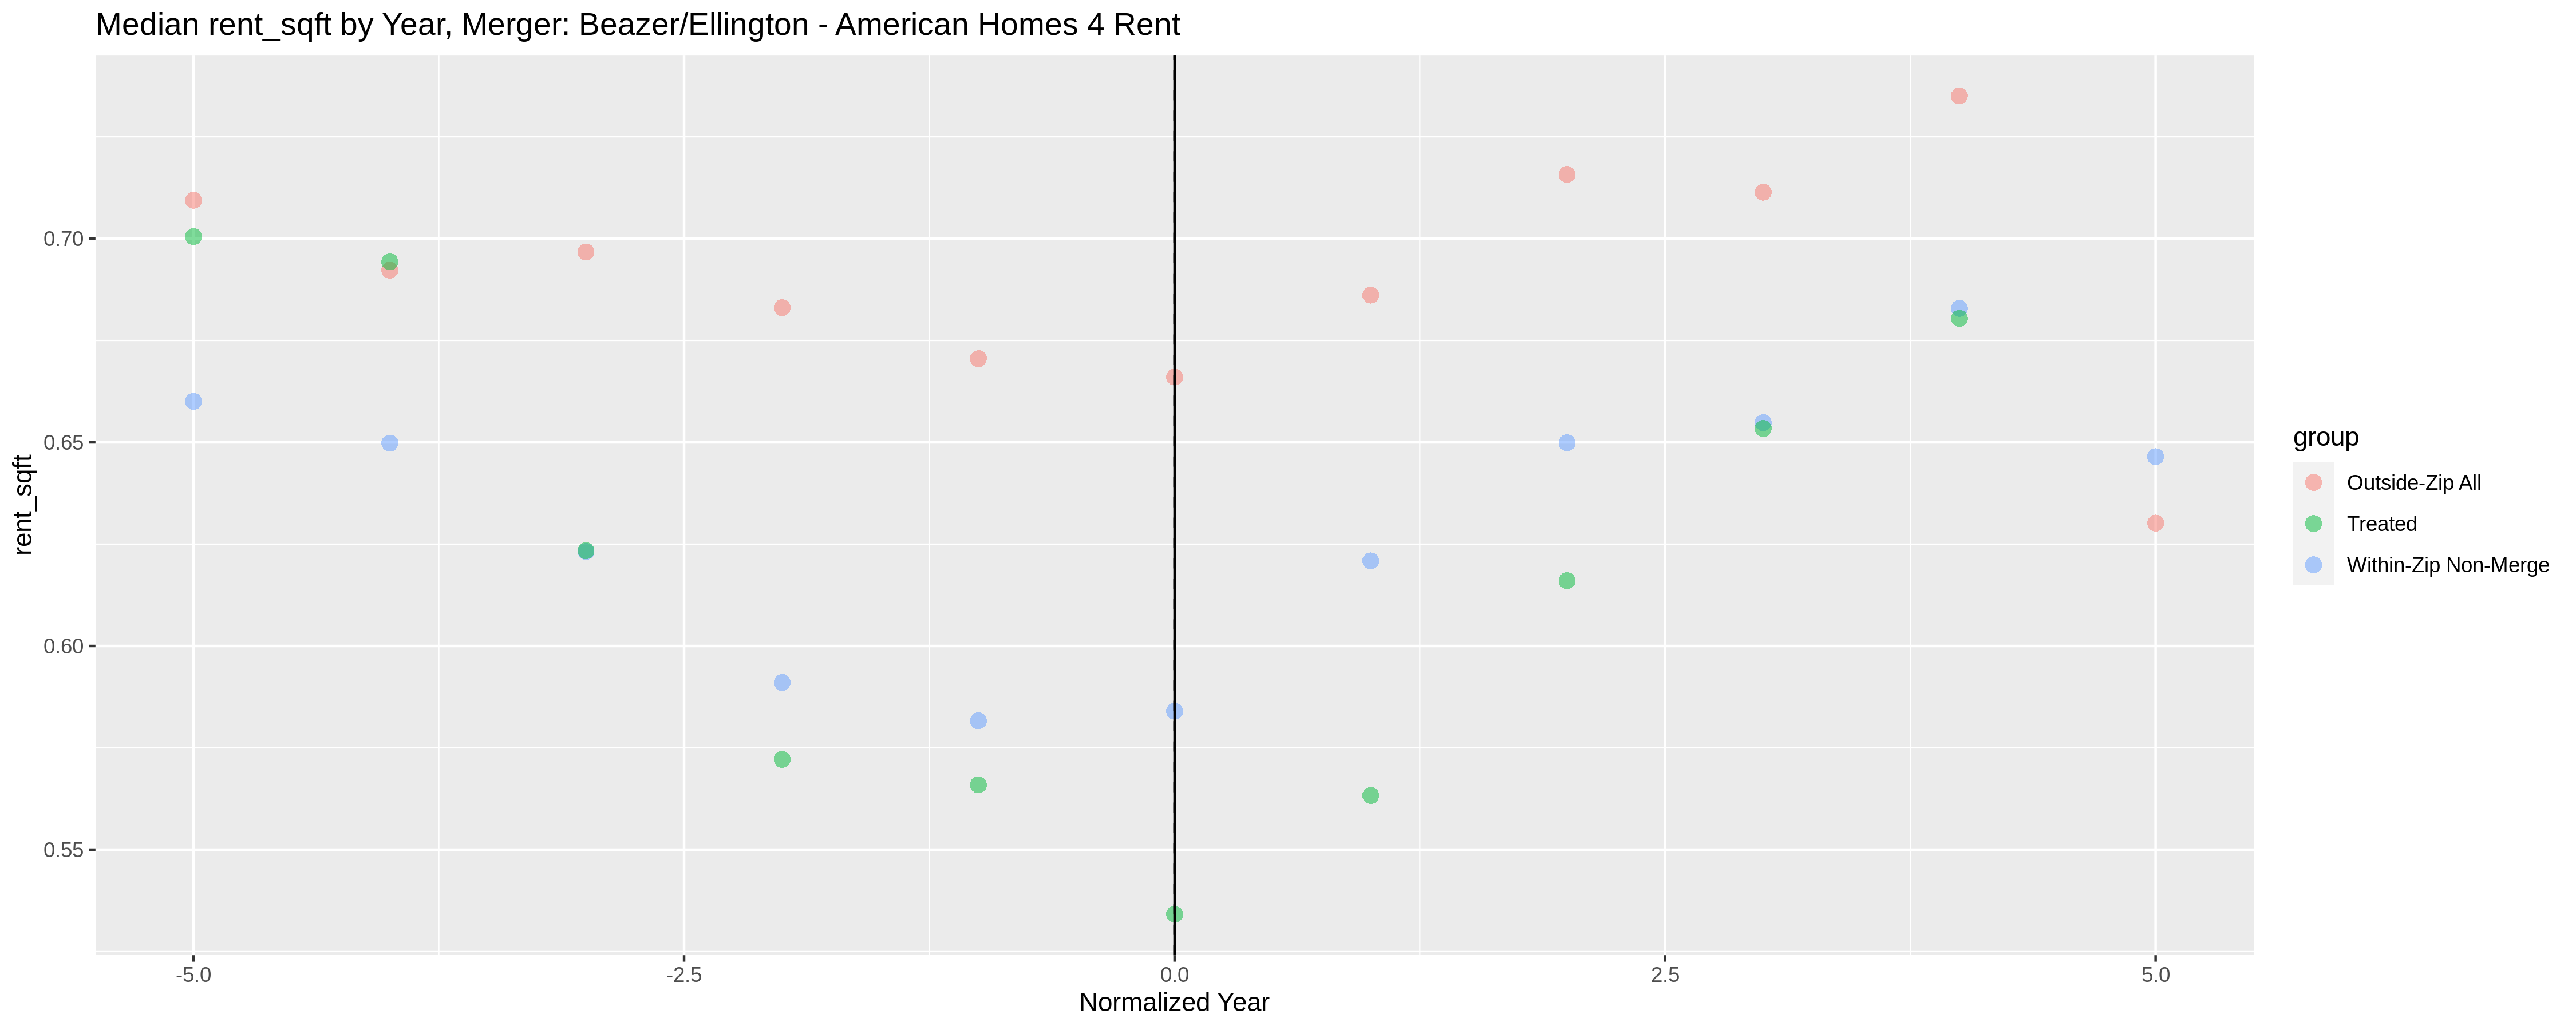 Median rent_sqft by Year, Merger: Beazer/Ellington - American Homes 4 Rent
rent_sqft
0.70
0.65
0.60
0.55
-5.0
-2.5
0.0
2.5
5.0
Normalized Year
group
Outside-Zip All
Treated
Within-Zip Non-Merge